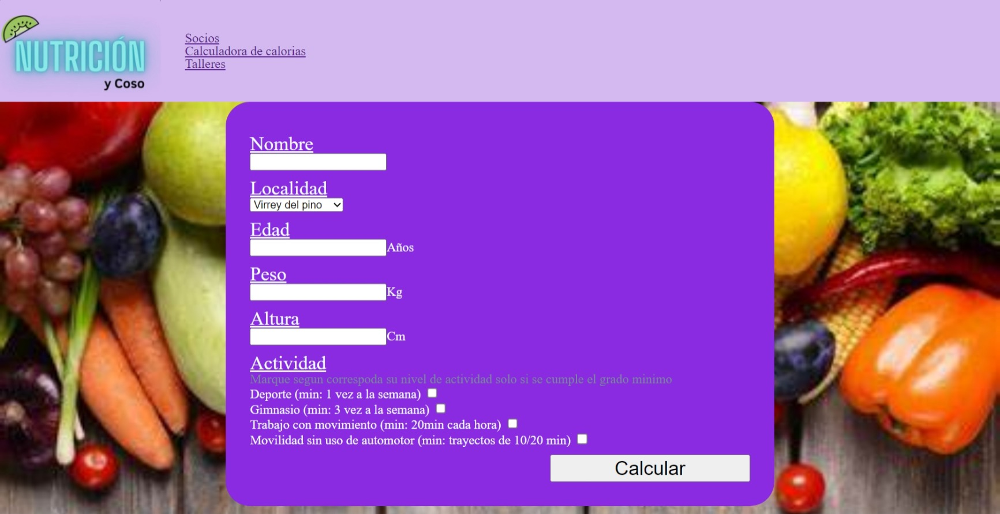 NUTRICIÓN
y Coso
Socios
Calculadora de calorias
Talleres
Nombre
Localidad
Virrey del pino
Edad
Años
Peso
Kg
Altura
Cm
Actividad
Marque segun correspoda su nivel de actividad solo si se cumple el grado minimo
Deporte (min: 1 vez a la semana)
Gimnasio (min: 3 vez a la semana)
Trabajo con movimiento (min: 20min cada hora)
Movilidad sin uso de automotor (min: trayectos de 10/20 min)
Calcular